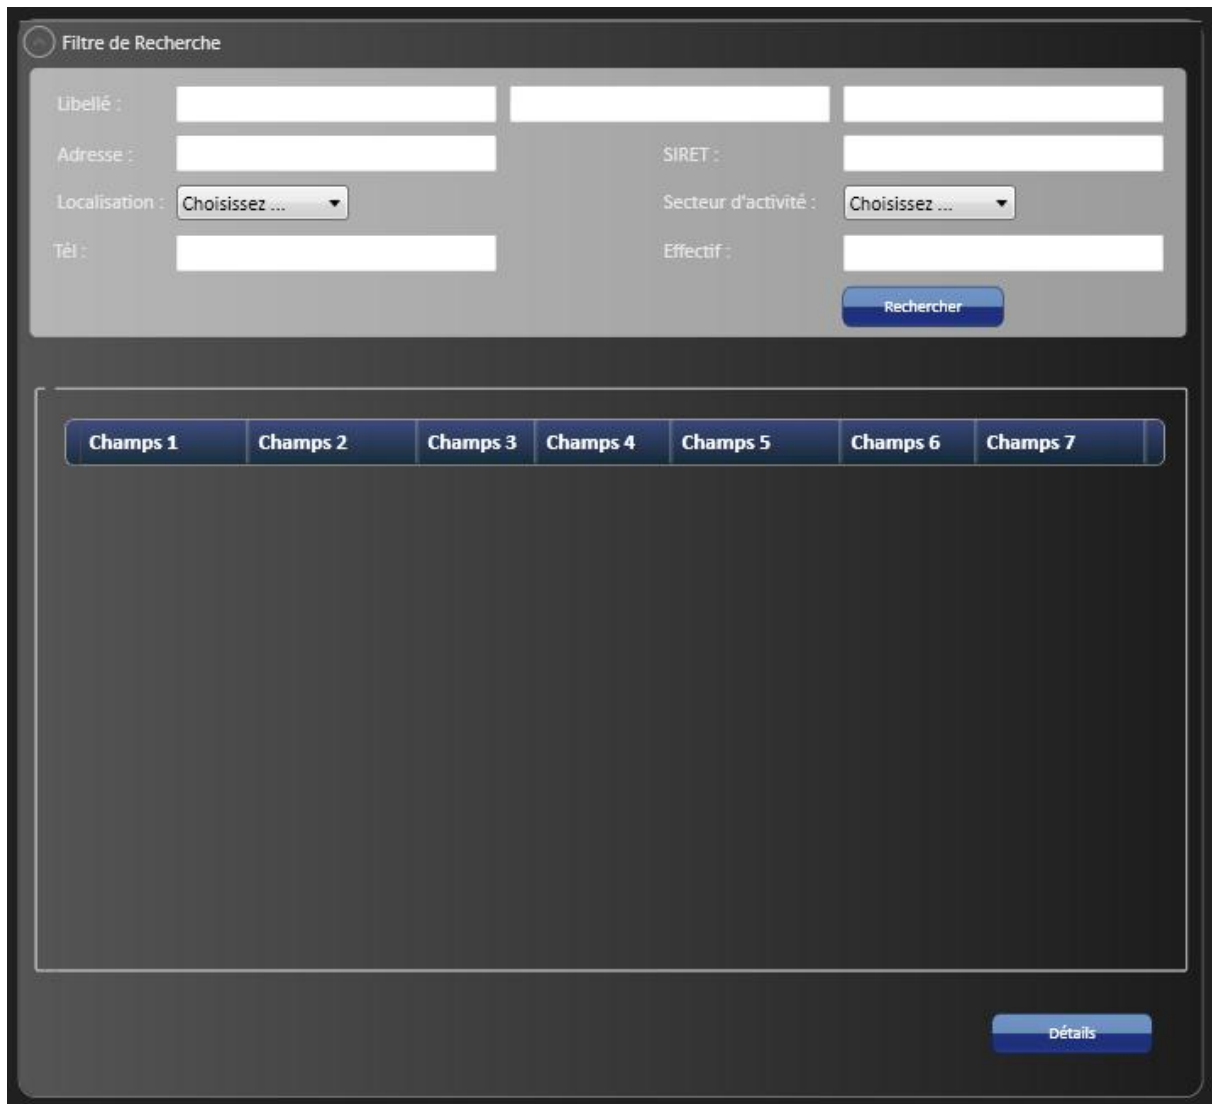 Filtre de Recherche
Libellé :
Adresse : SIRET :
Localisation : Choisissez ... Secteur d'activité : Choisissez ...
Tél : Effectif :
Rechercher
Champs 1 Champs 2 Champs 3 Champs 4 Champs 5 Champs 6 Champs 7
Détails